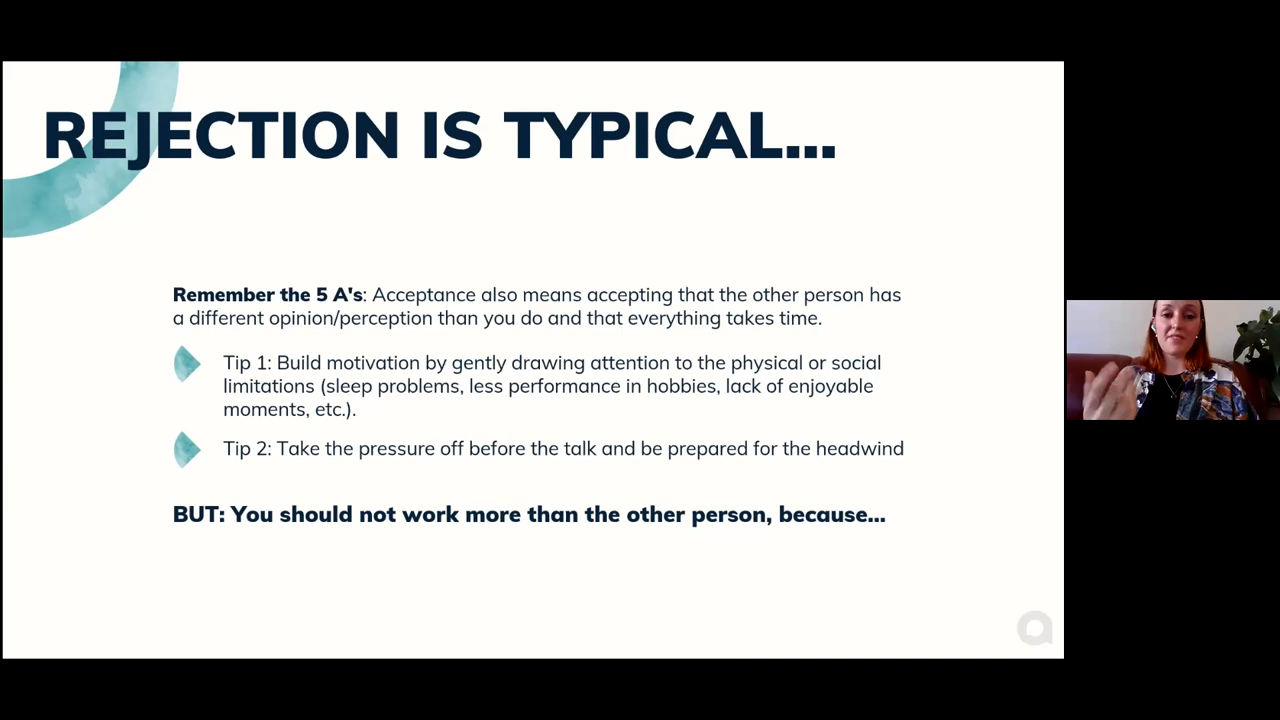 REJECTION IS TYPICAL...
Remember the 5 A's: Acceptance also means accepting that the other person has
a different opinion/perception than you do and that everything takes time.
Tip 1: Build motivation by gently drawing attention to the physical or social
limitations (sleep problems, less performance in hobbies, lack of enjoyable
moments, etc.).
Tip 2: Take the pressure off before the talk and be prepared for the headwind
BUT: You should not work more than the other person, because...